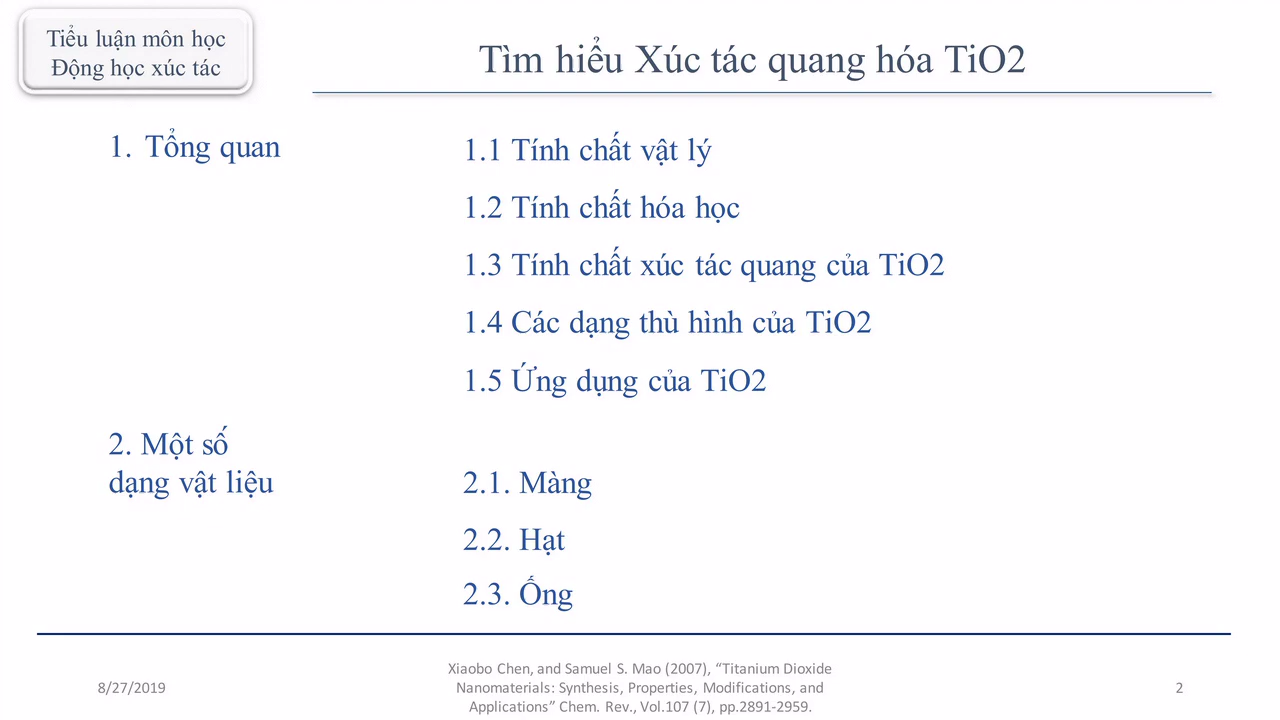 Tiểu luận môn học
Động học xúc tác
Tìm hiểu Xúc tác quang hóa TiO2
1. Tổng quan
1.1 Tính chất vật lý
1.2 Tính chất hóa học
1.3 Tính chất xúc tác quang của TiO2
1.4 Các dạng thù hình của TiO2
1.5 Ứng dụng của TiO2
2. Một số
dạng vật liệu
2.1. Màng
2.2. Hạt
2.3. Ống
8/27/2019
Xiaobo Chen, and Samuel S. Mao (2007), “Titanium Dioxide
Nanomaterials: Synthesis, Properties, Modifications, and
Applications” Chem. Rev., Vol.107 (7), pp.2891-2959.
2